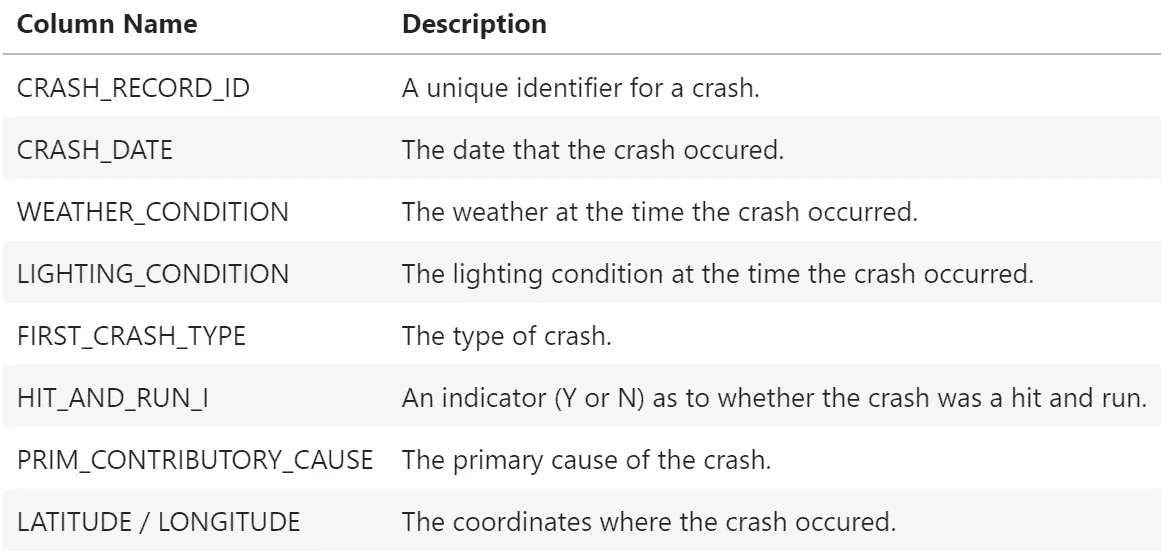 Column Name Description
CRASH_RECORD_ID A unique identifier for a crash.
CRASH_DATE The date that the crash occured.
WEATHER_CONDITION The weather at the time the crash occurred.
LIGHTING_CONDITION The lighting condition at the time the crash occurred.
FIRST_CRASH_TYPE The type of crash.
HIT_AND_RUN_I An indicator (Y or N) as to whether the crash was a hit and run.
PRIM_CONTRIBUTORY_CAUSE The primary cause of the crash.
LATITUDE / LONGITUDE The coordinates where the crash occured.